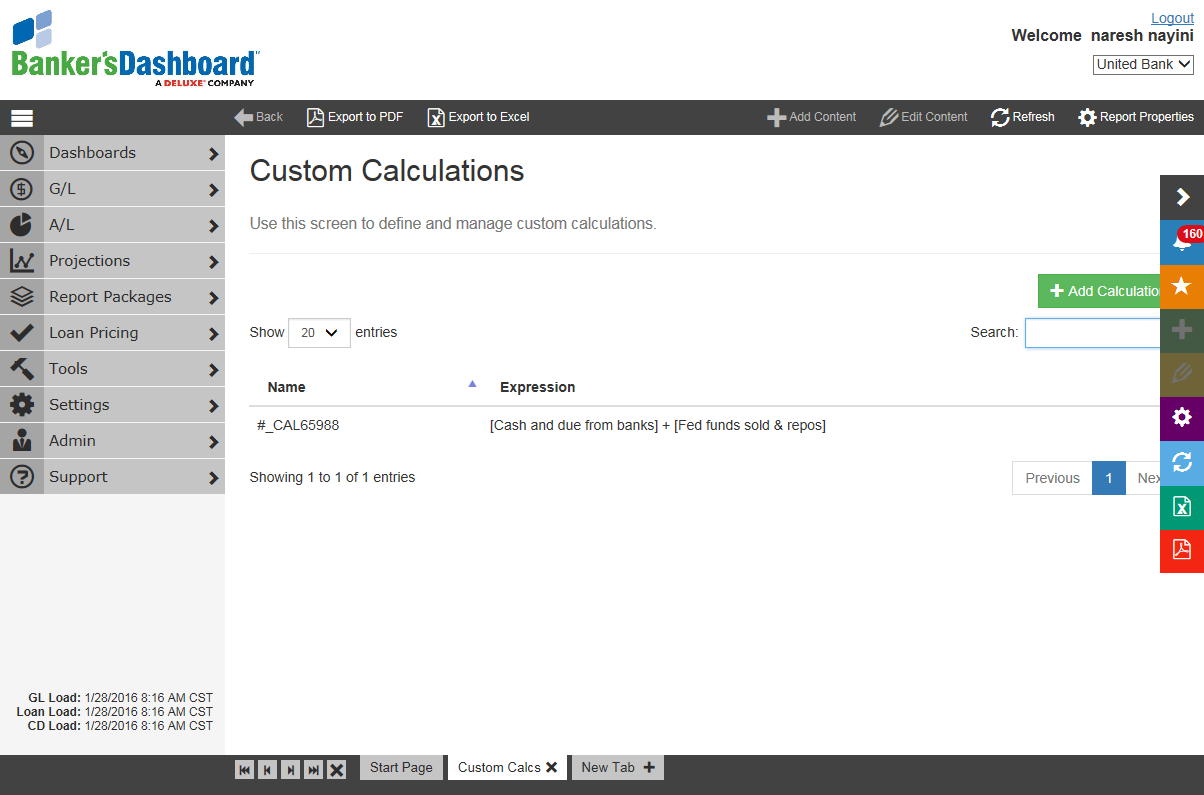 Logout
Welcome naresh nayini
Banker'sDashboard
A DELUXE COMPANY
United Bank
Back Export to PDF Export to Excel Add Content Edit Content Refresh Report Properties
Dashboards
G/L
A/L
Projections
Report Packages
Loan Pricing
Tools
Settings
Admin
Support
Custom Calculations
Use this screen to define and manage custom calculations.
160
Add Calculatio
Show 20 entries Search:
Name Expression
#_CAL65988 [Cash and due from banks] + [Fed funds sold & repos]
Showing 1 to 1 of 1 entries Previous 1 Nex
GL Load: 1/28/2016 8:16 AM CST
Loan Load: 1/28/2016 8:16 AM CST
CD Load: 1/28/2016 8:16 AM CST
Start Page Custom Calcs New Tab